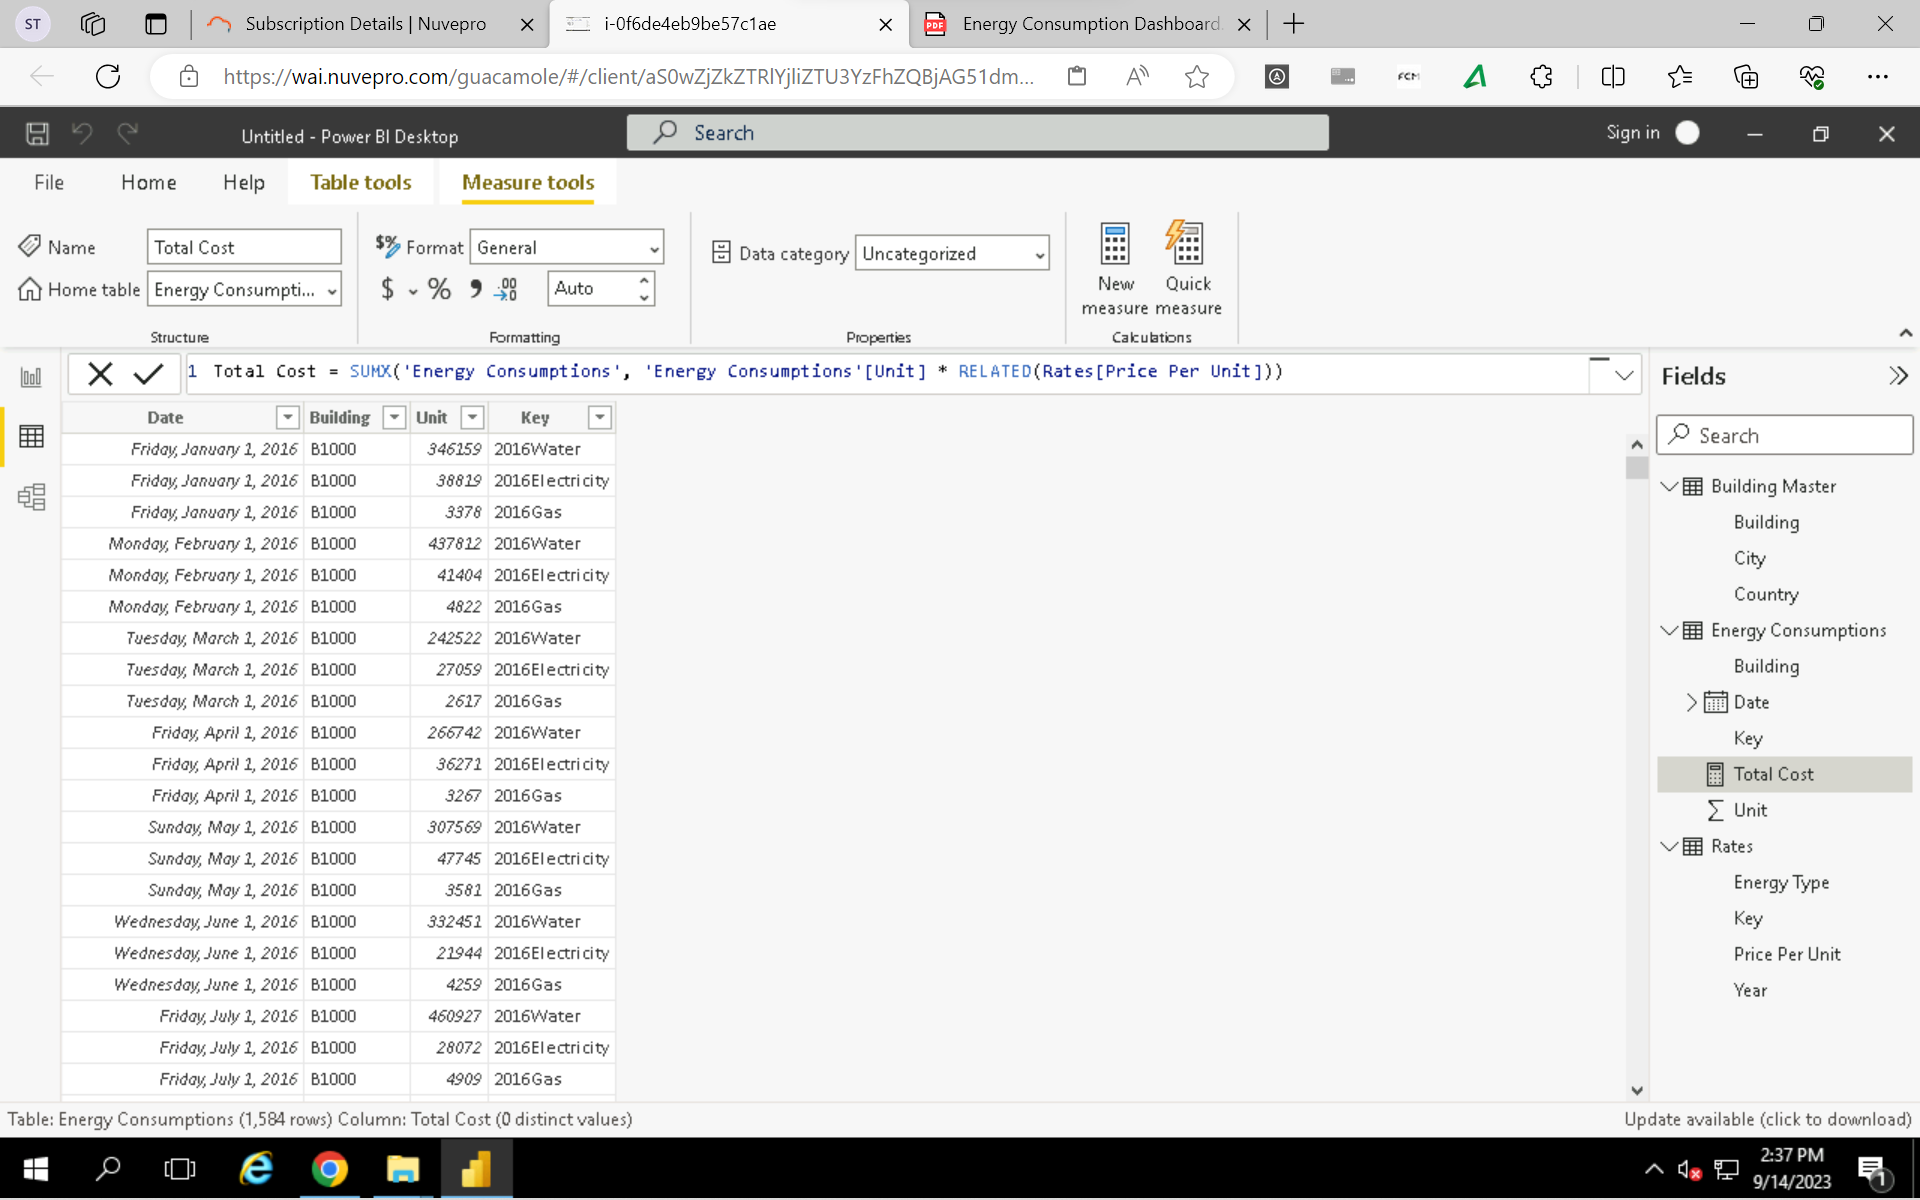 ST
Subscription Details | Nuvepro
i-0f6de4eb9be57c1ae
PDF
Energy Consumption Dashboard.
https://wai.nuvepro.com/guacamole/#/client/aS0wZjZkZTRlYjliZTU3YzFhZQBjAG51dm...
Untitled - Power BI Desktop
Search
Sign in
File
Home
Help
Table tools
Measure tools
Name
Total Cost
Home table
Energy Consumpti...
Structure
$% Format
General
$ % , .00
Auto
Formatting
Data category
Uncategorized
Properties
New measure
Quick measure
Calculations
1 Total Cost = SUMX('Energy Consumptions', 'Energy Consumptions'[Unit] * RELATED(Rates[Price Per Unit]))
Date Building Unit Key
Friday, January 1, 2016 B1000 346159 2016Water
Friday, January 1, 2016 B1000 38819 2016Electricity
Friday, January 1, 2016 B1000 3378 2016Gas
Monday, February 1, 2016 B1000 437812 2016Water
Monday, February 1, 2016 B1000 41404 2016Electricity
Monday, February 1, 2016 B1000 4822 2016Gas
Tuesday, March 1, 2016 B1000 242522 2016Water
Tuesday, March 1, 2016 B1000 27059 2016Electricity
Tuesday, March 1, 2016 B1000 2617 2016Gas
Friday, April 1, 2016 B1000 266742 2016Water
Friday, April 1, 2016 B1000 36271 2016Electricity
Friday, April 1, 2016 B1000 3267 2016Gas
Sunday, May 1, 2016 B1000 307569 2016Water
Sunday, May 1, 2016 B1000 47745 2016Electricity
Sunday, May 1, 2016 B1000 3581 2016Gas
Wednesday, June 1, 2016 B1000 332451 2016Water
Wednesday, June 1, 2016 B1000 21944 2016Electricity
Wednesday, June 1, 2016 B1000 4259 2016Gas
Friday, July 1, 2016 B1000 460927 2016Water
Friday, July 1, 2016 B1000 28072 2016Electricity
Friday, July 1, 2016 B1000 4909 2016Gas
Fields
Search
Building Master
Building
City
Country
Energy Consumptions
Building
Date
Key
Total Cost
Unit
Rates
Energy Type
Key
Price Per Unit
Year
Table: Energy Consumptions (1,584 rows) Column: Total Cost (0 distinct values)
Update available (click to download)
2:37 PM
9/14/2023
1